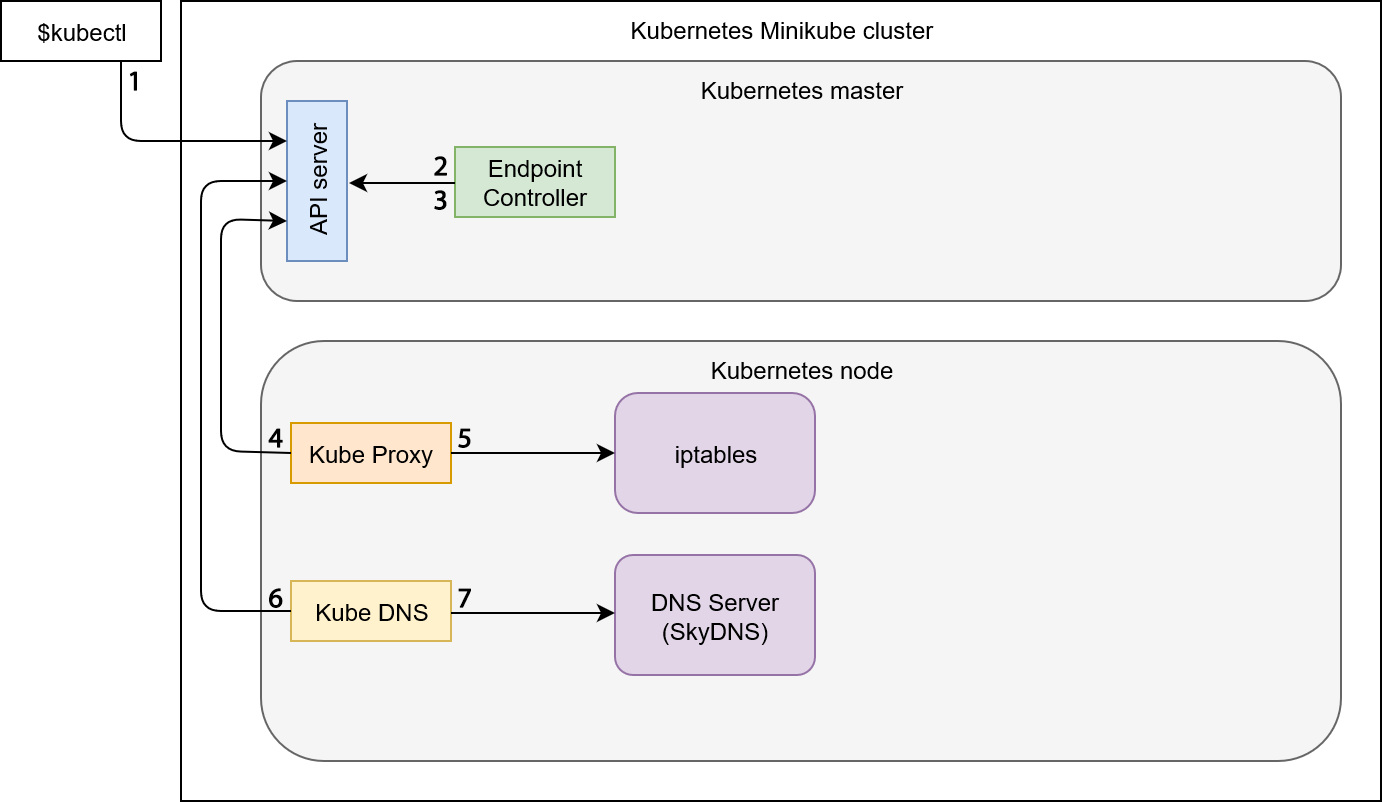 $kubectl
Kubernetes Minikube cluster
1
Kubernetes master
API server
2
3
Endpoint
Controller
Kubernetes node
4
Kube Proxy
5
iptables
6
Kube DNS
7
DNS Server
(SkyDNS)